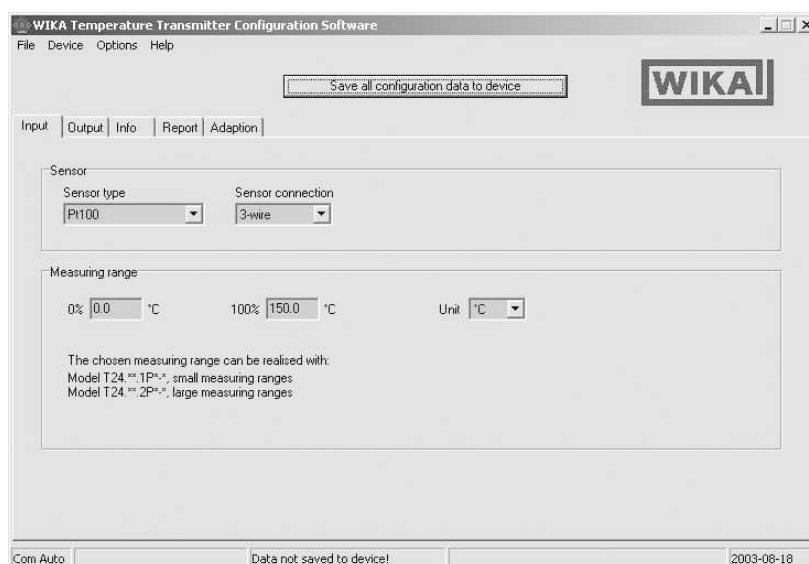 WIKA Temperature Transmitter Configuration Software
File Device Options Help
Save all configuration data to device
WIKA
Input Output Info Report Adaption
Sensor
Sensor type Sensor connection
Pt100 3-wire
Measuring range
0% 0.0 °C 100% 150.0 °C Unit °C
The chosen measuring range can be realised with:
Model T24.**.1P*-*, small measuring ranges
Model T24.**.2P*-*, large measuring ranges
Com Auto Data not saved to device! 2003-08-18